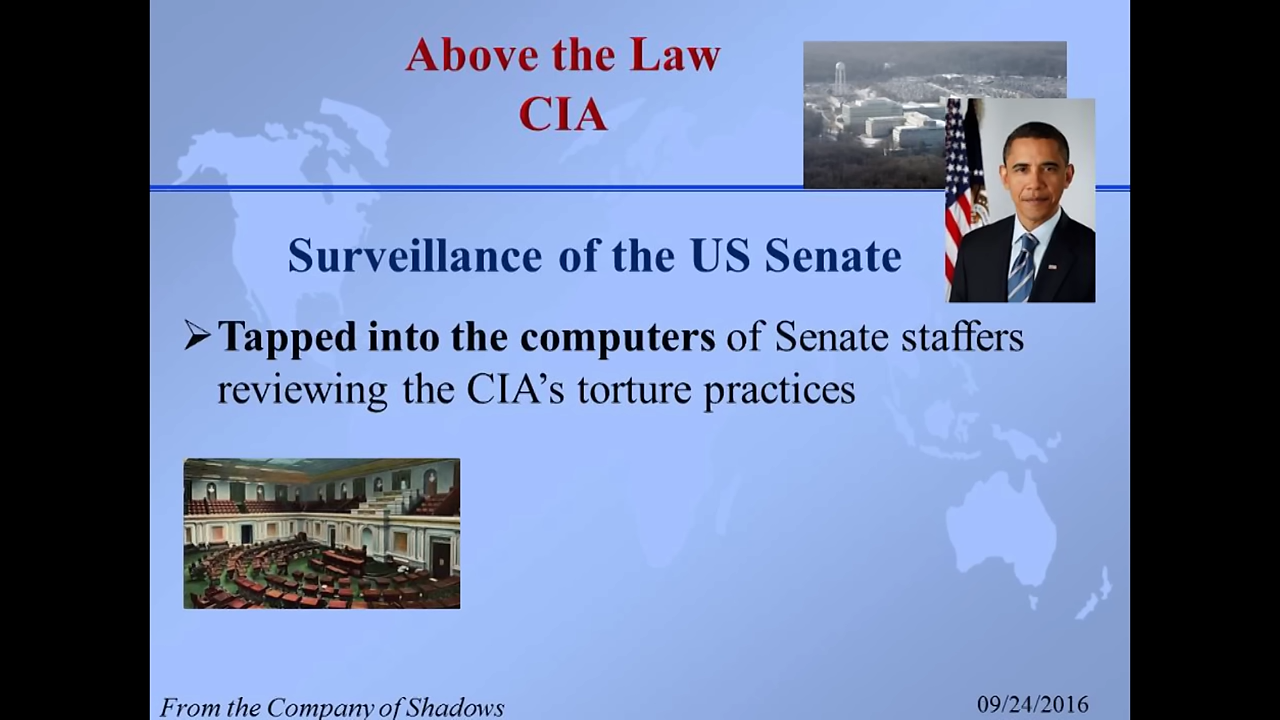 Above the Law
CIA
Surveillance of the US Senate
➢Tapped into the computers of Senate staffers
reviewing the CIA’s torture practices
From the Company of Shadows
09/24/2016